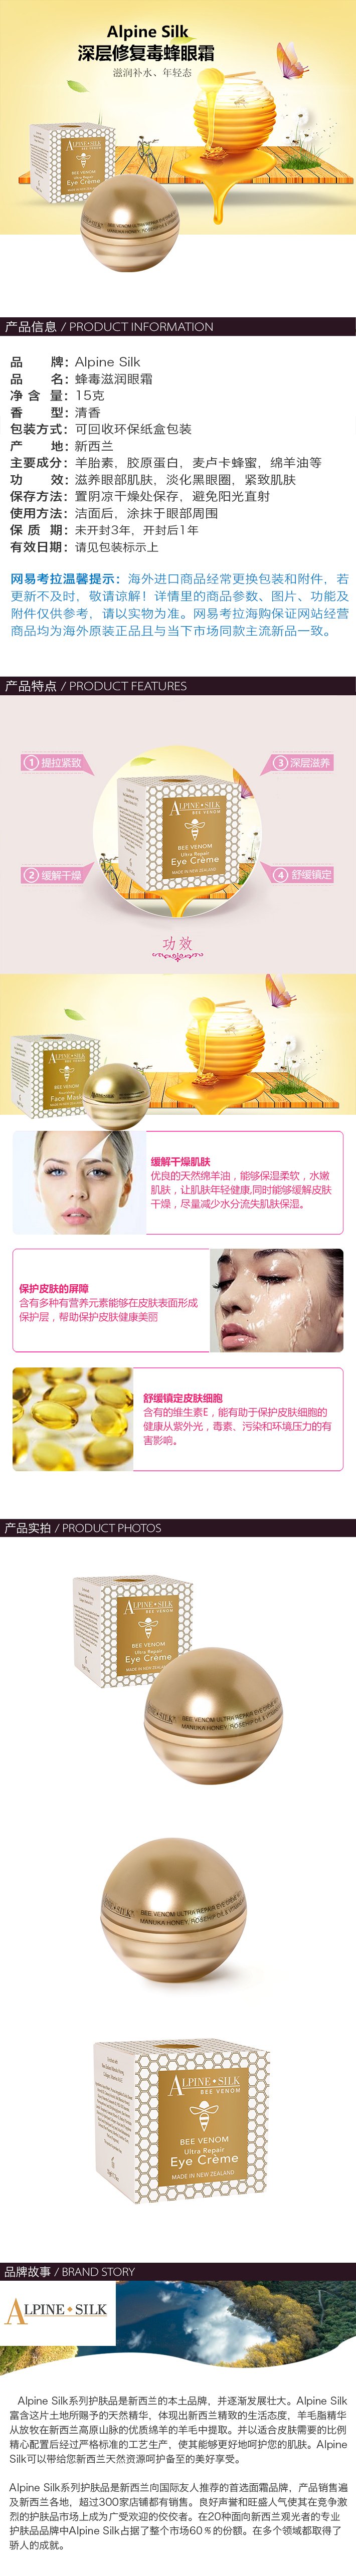 Alpine Silk
深层修复毒蜂眼霜
滋润补水、年轻态
ALPINE SILK
BEE VENOM
BEE VENOM
Ultra Repair
Eye Crème
MADE IN NEW ZEALAND
BEE VENOM ULTRA REPAIR EYE CRÈME
产品信息 / PRODUCT INFORMATION
品 牌：Alpine Silk
品 名：蜂毒滋润眼霜
净 含 量：15克
香 型：清香
包装方式：可回收环保纸盒包装
产 地：新西兰
主要成分：羊胎素，胶原蛋白，麦卢卡蜂蜜，绵羊油等
功 效：滋养眼部肌肤，淡化黑眼圈，紧致肌肤
保存方法：置阴凉干燥处保存，避免阳光直射
使用方法：洁面后，涂抹于眼部周围
保 质 期：未开封3年，开封后1年
有效日期：请见包装标示上
网易考拉温馨提示：海外进口商品经常更换包装和附件，若
更新不及时，敬请谅解！详情里的商品参数、图片、功能及
附件仅供参考，请以实物为准。网易考拉海购保证网站经营
商品均为海外原装正品且与当下市场同款主流新品一致。
产品特点 / PRODUCT FEATURES
1 提拉紧致
3 深层滋养
ALPINE SILK
BEE VENOM
BEE VENOM
Ultra Repair
Eye Crème
MADE IN NEW ZEALAND
2 缓解干燥
4 舒缓镇定
功效
ALPINE SILK
BEE VENOM
BEE VENOM
Face Mask
缓解干燥肌肤
优良的天然绵羊油，能够保湿柔软，水嫩
肌肤，让肌肤年轻健康,同时能够缓解皮肤
干燥，尽量减少水分流失肌肤保湿。
保护皮肤的屏障
含有多种有营养元素能够在皮肤表面形成
保护层，帮助保护皮肤健康美丽
舒缓镇定皮肤细胞
含有的维生素E，能有助于保护皮肤细胞的
健康从紫外光，毒素、污染和环境压力的有
害影响。
产品实拍 / PRODUCT PHOTOS
ALPINE SILK
BEE VENOM
BEE VENOM
Ultra Repair
Eye Crème
MADE IN NEW ZEALAND
BEE VENOM ULTRA REPAIR EYE CRÈME
MANUKA HONEY, ROSEHIP OIL &
BEE VENOM ULTRA REPAIR EYE CRÈME
MANUKA HONEY, ROSEHIP OIL &
ALPINE SILK
BEE VENOM
BEE VENOM
Ultra Repair
Eye Crème
MADE IN NEW ZEALAND
品牌故事 / BRAND STORY
ALPINE SILK
Alpine Silk系列护肤品是新西兰的本土品牌，并逐渐发展壮大。Alpine Silk
富含这片土地所赐予的天然精华，体现出新西兰精致的生活态度，羊毛脂精华
从放牧在新西兰高原山脉的优质绵羊的羊毛中提取。并以适合皮肤需要的比例
精心配置后经过严格标准的工艺生产，使其能够更好地呵护您的肌肤。Alpine
Silk可以带给您新西兰天然资源呵护备至的美好享受。
Alpine Silk系列护肤品是新西兰向国际友人推荐的首选面霜品牌，产品销售遍
及新西兰各地，超过300家店铺都有销售。良好声誉和旺盛人气使其在竞争激
烈的护肤品市场上成为广受欢迎的佼佼者。在20种面向新西兰观光者的专业
护肤品品牌中Alpine Silk占据了整个市场60％的份额。在多个领域都取得了
骄人的成就。